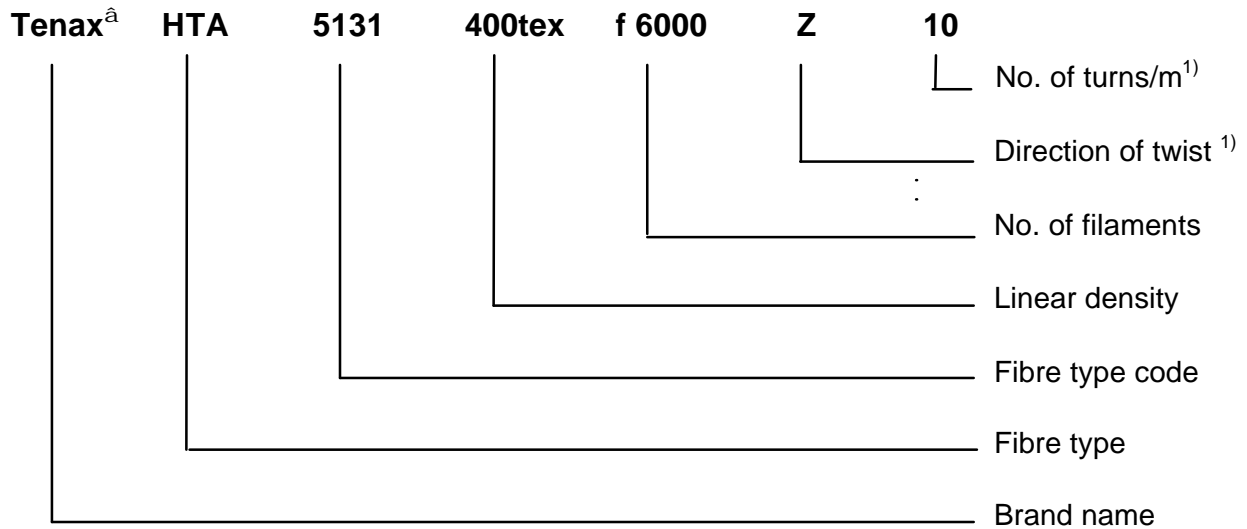 Tenaxâ HTA 5131 400tex f 6000 Z 10
No. of turns/m1)
Direction of twist 1)
:
No. of filaments
Linear density
Fibre type code
Fibre type
Brand name